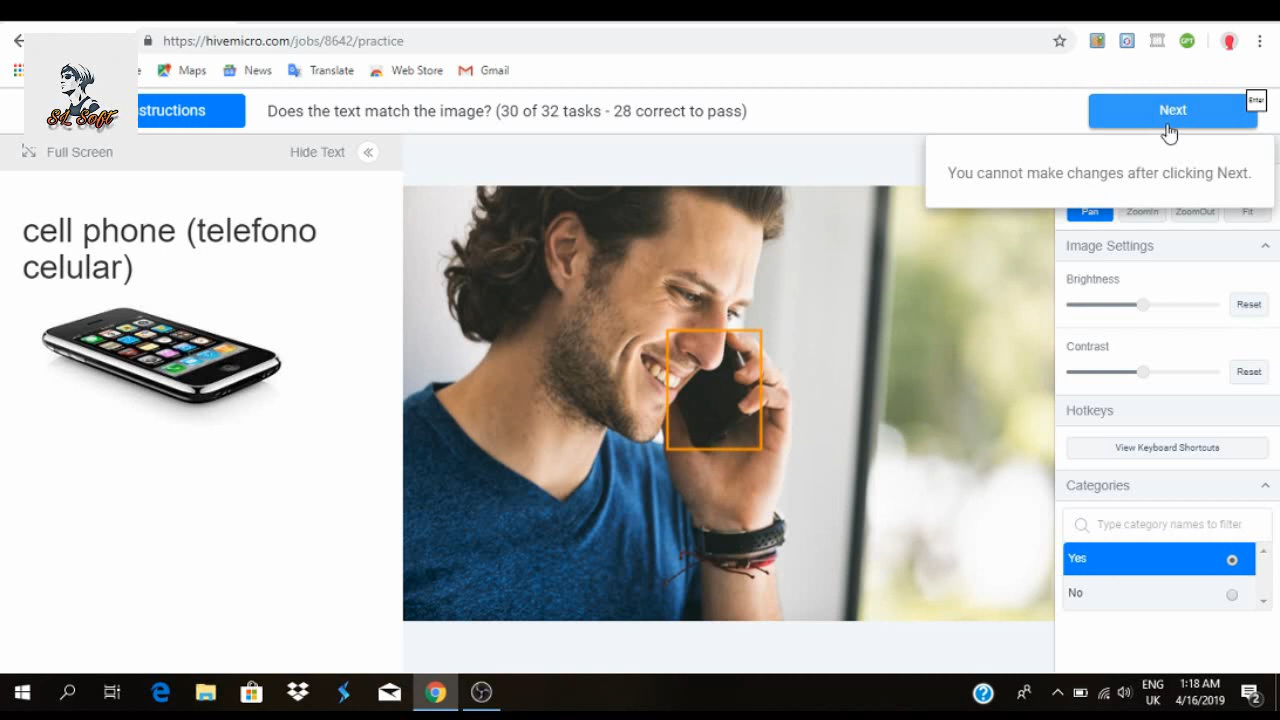 https://hivemicro.com/jobs/8642/practice
GPT
e Maps News Translate Web Store Gmail
SL Soft
structions
Does the text match the image? (30 of 32 tasks - 28 correct to pass)
Next
Enter
Full Screen
Hide Text
You cannot make changes after clicking Next.
Pan ZoomIn ZoomOut Fit
cell phone (telefono
celular)
Image Settings
Brightness
Reset
Contrast
Reset
Hotkeys
View Keyboard Shortcuts
Categories
Type category names to filter
Yes
No
ENG
UK
1:18 AM
4/16/2019
2